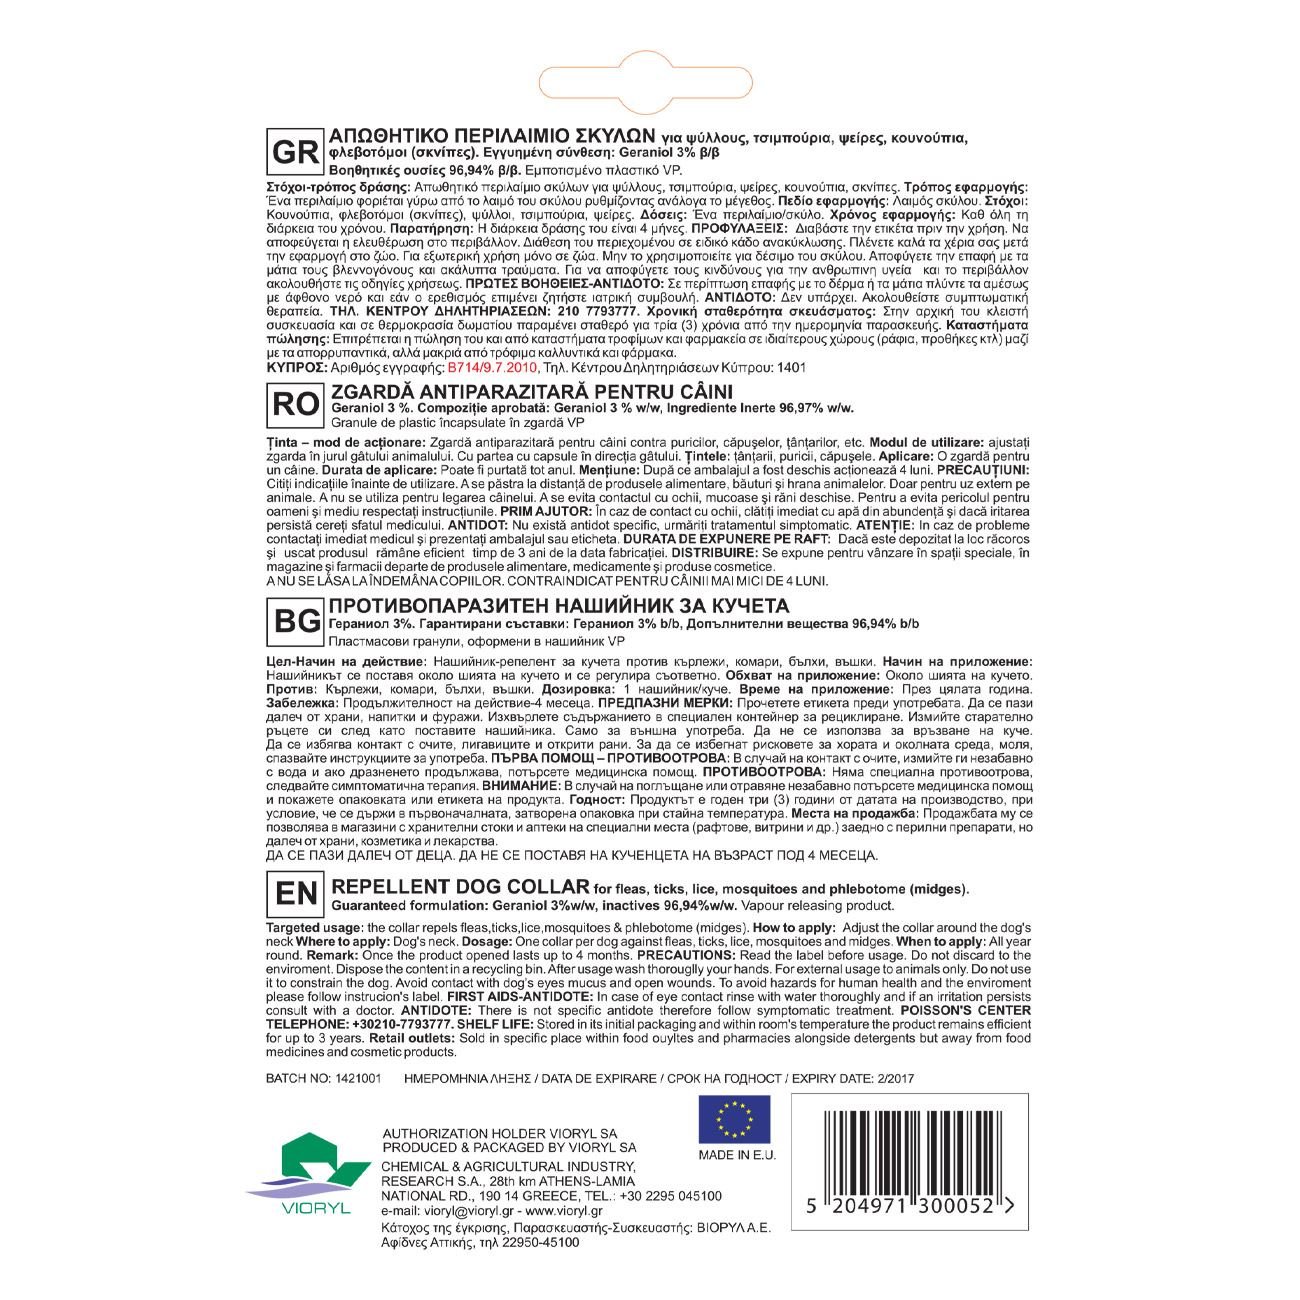 GR ΑΠΩΘΗΤΙΚΟ ΠΕΡΙΛΑΙΜΙΟ ΣΚΥΛΩΝ για ψύλλους, τσιμπούρια, ψείρες, κουνούπια,
φλεβοτόμοι (σκνίπες). Εγγυημένη σύνθεση: Geraniol 3% β/β
Βοηθητικές ουσίες 96,94% β/β. Εμποτισμένο πλαστικό VP.
Στόχοι-τρόπος δράσης: Απωθητικό περιλαίμιο σκύλων για ψύλλους, τσιμπούρια, ψείρες, κουνούπια, σκνίπες. Τρόπος εφαρμογής:
Ένα περιλαίμιο φοριέται γύρω από το λαιμό του σκύλου ρυθμίζοντας ανάλογα το μέγεθος. Πεδίο εφαρμογής: Λαιμός σκύλου. Στόχοι:
Κουνούπια, φλεβοτόμοι (σκνίπες), ψύλλοι, τσιμπούρια, ψείρες. Δόσεις: Ένα περιλαίμιο/σκύλο. Χρόνος εφαρμογής: Καθ όλη τη
διάρκεια του χρόνου. Παρατήρηση: Η διάρκεια δράσης του είναι 4 μήνες. ΠΡΟΦΥΛΑΞΕΙΣ: Διαβάστε την ετικέτα πριν την χρήση. Να
αποφεύγεται η ελευθέρωση στο περιβάλλον. Διάθεση του περιεχομένου σε ειδικό κάδο ανακύκλωσης. Πλένετε καλά τα χέρια σας μετά
την εφαρμογή στο ζώο. Για εξωτερική χρήση μόνο σε ζώα. Μην το χρησιμοποιείτε για δέσιμο του σκύλου. Αποφύγετε την επαφή με τα
μάτια τους βλεννογόνους και ακάλυπτα τραύματα. Για να αποφύγετε τους κινδύνους για την ανθρωπινη υγεία και το περιβάλλον
ακολουθήστε τις οδηγίες χρήσεως. ΠΡΩΤΕΣ ΒΟΗΘΕΙΕΣ-ΑΝΤΙΔΟΤΟ: Σε περίπτωση επαφής με το δέρμα ή τα μάτια πλύντε τα αμέσως
με άφθονο νερό και εάν ο ερεθισμός επιμένει ζητήστε ιατρική συμβουλή. ΑΝΤΙΔΟΤΟ: Δεν υπάρχει. Ακολουθείστε συμπτωματική
θεραπεία. ΤΗΛ. ΚΕΝΤΡΟΥ ΔΗΛΗΤΗΡΙΑΣΕΩΝ: 210 7793777. Χρονική σταθερότητα σκευάσματος: Στην αρχική του κλειστή
συσκευασία και σε θερμοκρασία δωματίου παραμένει σταθερό για τρία (3) χρόνια από την ημερομηνία παρασκευής. Καταστήματα
πώλησης: Επιτρέπεται η πώληση του και από καταστήματα τροφίμων και φαρμακεία σε ιδιαίτερους χώρους (ράφια, προθήκες κτλ) μαζί
με τα απορρυπαντικά, αλλά μακριά από τρόφιμα καλλυντικά και φάρμακα.
ΚΥΠΡΟΣ: Αριθμός εγγραφής: Β714/9.7.2010, Τηλ. Κέντρου Δηλητηριάσεων Κύπρου: 1401
RO ZGARDĂ ANTIPARAZITARĂ PENTRU CÂINI
Geraniol 3 %. Compoziţie aprobată: Geraniol 3 % w/w, Ingrediente Inerte 96,97% w/w.
Granule de plastic încapsulate în zgardă VP
Ţinta – mod de acţionare: Zgardă antiparazitară pentru câini contra puricilor, căpuşelor, ţânţarilor, etc. Modul de utilizare: ajustaţi
zgarda în jurul gâtului animalului. Cu partea cu capsule în direcţia gâtului. Ţintele: ţânţarii, puricii, căpuşele. Aplicare: O zgardă pentru
un câine. Durata de aplicare: Poate fi purtată tot anul. Menţiune: După ce ambalajul a fost deschis acţionează 4 luni. PRECAUŢIUNI:
Citiţi indicaţiile înainte de utilizare. A se păstra la distanţă de produsele alimentare, băuturi şi hrana animalelor. Doar pentru uz extern pe
animale. A nu se utiliza pentru legarea câinelui. A se evita contactul cu ochii, mucoase şi răni deschise. Pentru a evita pericolul pentru
oameni şi mediu respectaţi instrucţiunile. PRIM AJUTOR: În caz de contact cu ochii, clătiţi imediat cu apă din abundenţă şi dacă iritarea
persistă cereţi sfatul medicului. ANTIDOT: Nu există antidot specific, urmăriţi tratamentul simptomatic. ATENŢIE: In caz de probleme
contactaţi imediat medicul şi prezentaţi ambalajul sau eticheta. DURATA DE EXPUNERE PE RAFT: Dacă este depozitat la loc răcoros
şi uscat produsul rămâne eficient timp de 3 ani de la data fabricaţiei. DISTRIBUIRE: Se expune pentru vânzare în spaţii speciale, în
magazine şi farmacii departe de produsele alimentare, medicamente şi produse cosmetice.
A NU SE LĂSA LA ÎNDEMÂNA COPIILOR. CONTRAINDICAT PENTRU CÂINII MAI MICI DE 4 LUNI.
BG ПРОТИВОПАРАЗИТЕН НАШИЙНИК ЗА КУЧЕТА
Гераниол 3%. Гарантирани съставки: Гераниол 3% b/b, Допълнителни вещества 96,94% b/b
Пластмасови гранули, оформени в нашийник VP
Цел-Начин на действие: Нашийник-репелент за кучета против кърлежи, комари, бълхи, въшки. Начин на приложение:
Нашийникът се поставя около шията на кучето и се регулира съответно. Обхват на приложение: Около шията на кучето.
Против: Кърлежи, комари, бълхи, въшки. Дозировка: 1 нашийник/куче. Време на приложение: През цялата година.
Забележка: Продължителност на действие-4 месеца. ПРЕДПАЗНИ МЕРКИ: Прочетете етикета преди употребата. Да се пази
далеч от храни, напитки и фуражи. Изхвърлете съдържанието в специален контейнер за рециклиране. Измийте старателно
ръцете си след като поставите нашийника. Само за външна употреба. Да не се използва за връзване на куче.
Да се избягва контакт с очите, лигавиците и открити рани. За да се избегнат рисковете за хората и околната среда, моля,
спазвайте инструкциите за употреба. ПЪРВА ПОМОЩ – ПРОТИВООТРОВА: В случай на контакт с очите, измийте ги незабавно
с вода и ако дразненето продължава, потърсете медицинска помощ. ПРОТИВООТРОВА: Няма специална противоотрова,
следвайте симптоматична терапия. ВНИМАНИЕ: В случай на поглъщане или отравяне незабавно потърсете медицинска помощ
и покажете опаковката или етикета на продукта. Годност: Продуктът е годен три (3) години от датата на производство, при
условие, че се държи в първоначалната, затворена опаковка при стайна температура. Места на продажба: Продажбата му се
позволява в магазини с хранителни стоки и аптеки на специални места (рафтове, витрини и др.) заедно с перилни препарати, но
далеч от храни, козметика и лекарства.
ДА СЕ ПАЗИ ДАЛЕЧ ОТ ДЕЦА. ДА НЕ СЕ ПОСТАВЯ НА КУЧЕНЦЕТА НА ВЪЗРАСТ ПОД 4 МЕСЕЦА.
EN REPELLENT DOG COLLAR for fleas, ticks, lice, mosquitoes and phlebotome (midges).
Guaranteed formulation: Geraniol 3%w/w, inactives 96,94%w/w. Vapour releasing product.
Targeted usage: the collar repels fleas,ticks,lice,mosquitoes & phlebotome (midges). How to apply: Adjust the collar around the dog's
neck Where to apply: Dog's neck. Dosage: One collar per dog against fleas, ticks, lice, mosquitoes and midges. When to apply: All year
round. Remark: Once the product opened lasts up to 4 months. PRECAUTIONS: Read the label before usage. Do not discard to the
enviroment. Dispose the content in a recycling bin. After usage wash thorouglly your hands. For external usage to animals only. Do not use
it to constrain the dog. Avoid contact with dog's eyes mucus and open wounds. To avoid hazards for human health and the enviroment
please follow instrucion's label. FIRST AIDS-ANTIDOTE: In case of eye contact rinse with water thoroughly and if an irritation persists
consult with a doctor. ANTIDOTE: There is not specific antidote therefore follow symptomatic treatment. POISSON'S CENTER
TELEPHONE: +30210-7793777. SHELF LIFE: Stored in its initial packaging and within room's temperature the product remains efficient
for up to 3 years. Retail outlets: Sold in specific place within food ouyltes and pharmacies alongside detergents but away from food
medicines and cosmetic products.
BATCH NO: 1421001 ΗΜΕΡΟΜΗΝΙΑ ΛΗΞΗΣ / DATA DE EXPIRARE / СРОК НА ГОДНОСТ / EXPIRY DATE: 2/2017
AUTHORIZATION HOLDER VIORYL SA
PRODUCED & PACKAGED BY VIORYL SA
CHEMICAL & AGRICULTURAL INDUSTRY,
RESEARCH S.A., 28th km ATHENS-LAMIA
NATIONAL RD., 190 14 GREECE, TEL.: +30 2295 045100
e-mail: vioryl@vioryl.gr - www.vioryl.gr
Κάτοχος της έγκρισης, Παρασκευαστής-Συσκευαστής: ΒΙΟΡΥΛ Α.Ε.
Αφίδνες Αττικής, τηλ 22950-45100
VIORYL
MADE IN E.U.
5 204971 300052 >